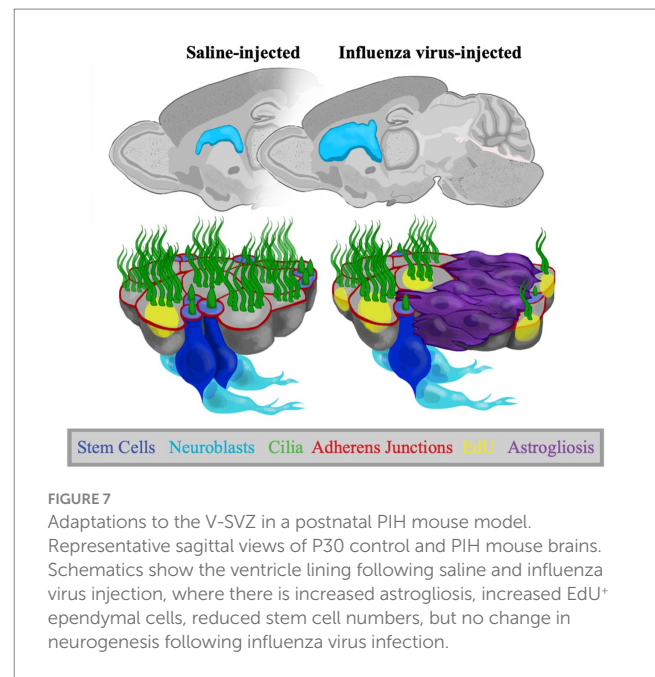 Saline-injected Influenza virus-injected
Stem Cells Neuroblasts Cilia Adherens Junctions EdU Astrogliosis
FIGURE 7
Adaptations to the V-SVZ in a postnatal PIH mouse model.
Representative sagittal views of P30 control and PIH mouse brains.
Schematics show the ventricle lining following saline and influenza
virus injection, where there is increased astrogliosis, increased EdU⁺
ependymal cells, reduced stem cell numbers, but no change in
neurogenesis following influenza virus infection.